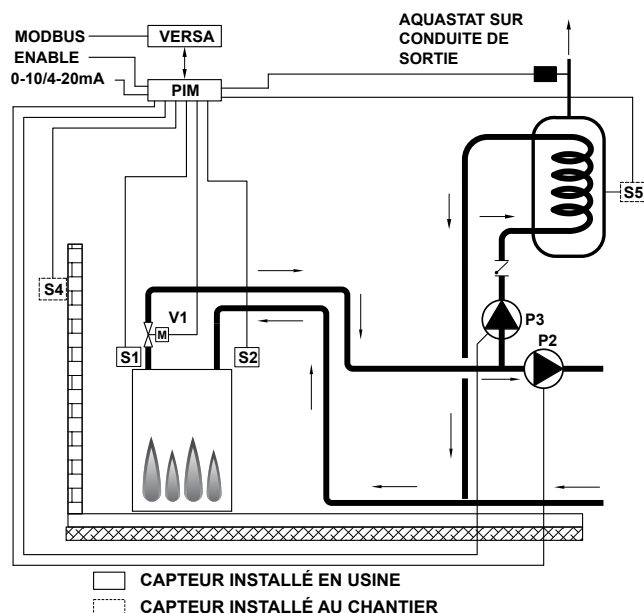 MODBUS
VERSA
ENABLE
0-10/4-20mA
PIM
AQUASTAT SUR
CONDUITE DE
SORTIE
S5
S4
V1
M
S1
S2
P3
P2
CAPTEUR INSTALLÉ EN USINE
CAPTEUR INSTALLÉ AU CHANTIER